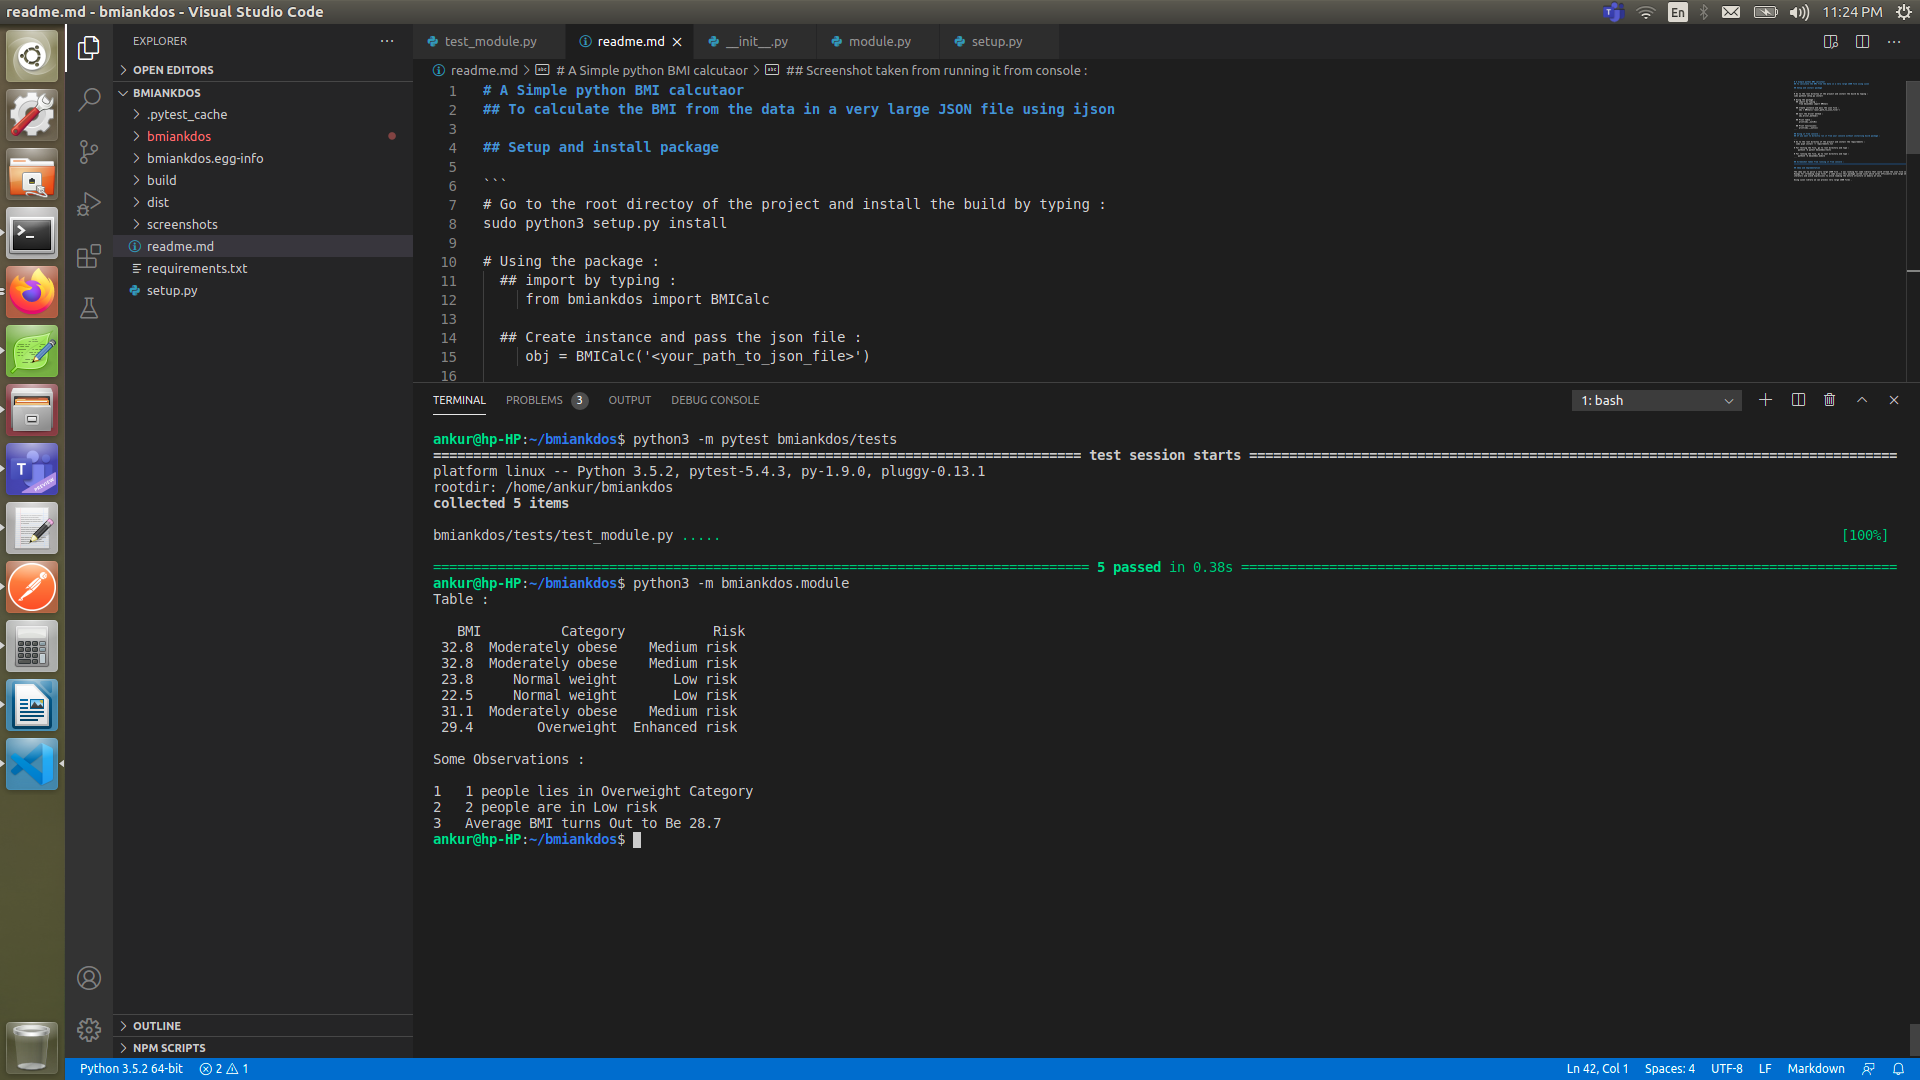 readme.md - bmiankdos - Visual Studio Code
En
11:24 PM
EXPLORER
OPEN EDITORS
BMIANKDOS
.pytest_cache
bmiankdos
bmiankdos.egg-info
build
dist
screenshots
readme.md
requirements.txt
setup.py
OUTLINE
NPM SCRIPTS
test_module.py
readme.md
__init__.py
module.py
setup.py
readme.md > # A Simple python BMI calcutaor > ## Screenshot taken from running it from console :
1 # A Simple python BMI calcutaor
2 ## To calculate the BMI from the data in a very large JSON file using ijson
3
4 ## Setup and install package
5
6 ```
7 # Go to the root directoy of the project and install the build by typing :
8 sudo python3 setup.py install
9
10 # Using the package :
11 ## import by typing :
12 from bmiankdos import BMICalc
13
14 ## Create instance and pass the json file :
15 obj = BMICalc('<your_path_to_json_file>')
16
TERMINAL PROBLEMS 3 OUTPUT DEBUG CONSOLE
1: bash
ankur@hp-HP:~/bmiankdos$ python3 -m pytest bmiankdos/tests
================================================================================= test session starts =================================================================================
platform linux -- Python 3.5.2, pytest-5.4.3, py-1.9.0, pluggy-0.13.1
rootdir: /home/ankur/bmiankdos
collected 5 items
bmiankdos/tests/test_module.py ..... [100%]
================================================================================== 5 passed in 0.38s ==================================================================================
ankur@hp-HP:~/bmiankdos$ python3 -m bmiankdos.module
Table :
BMI Category Risk
32.8 Moderately obese Medium risk
32.8 Moderately obese Medium risk
23.8 Normal weight Low risk
22.5 Normal weight Low risk
31.1 Moderately obese Medium risk
29.4 Overweight Enhanced risk
Some Observations :
1 1 people lies in Overweight Category
2 2 people are in Low risk
3 Average BMI turns Out to Be 28.7
ankur@hp-HP:~/bmiankdos$
Python 3.5.2 64-bit
2
1
Ln 42, Col 1
Spaces: 4
UTF-8
LF
Markdown